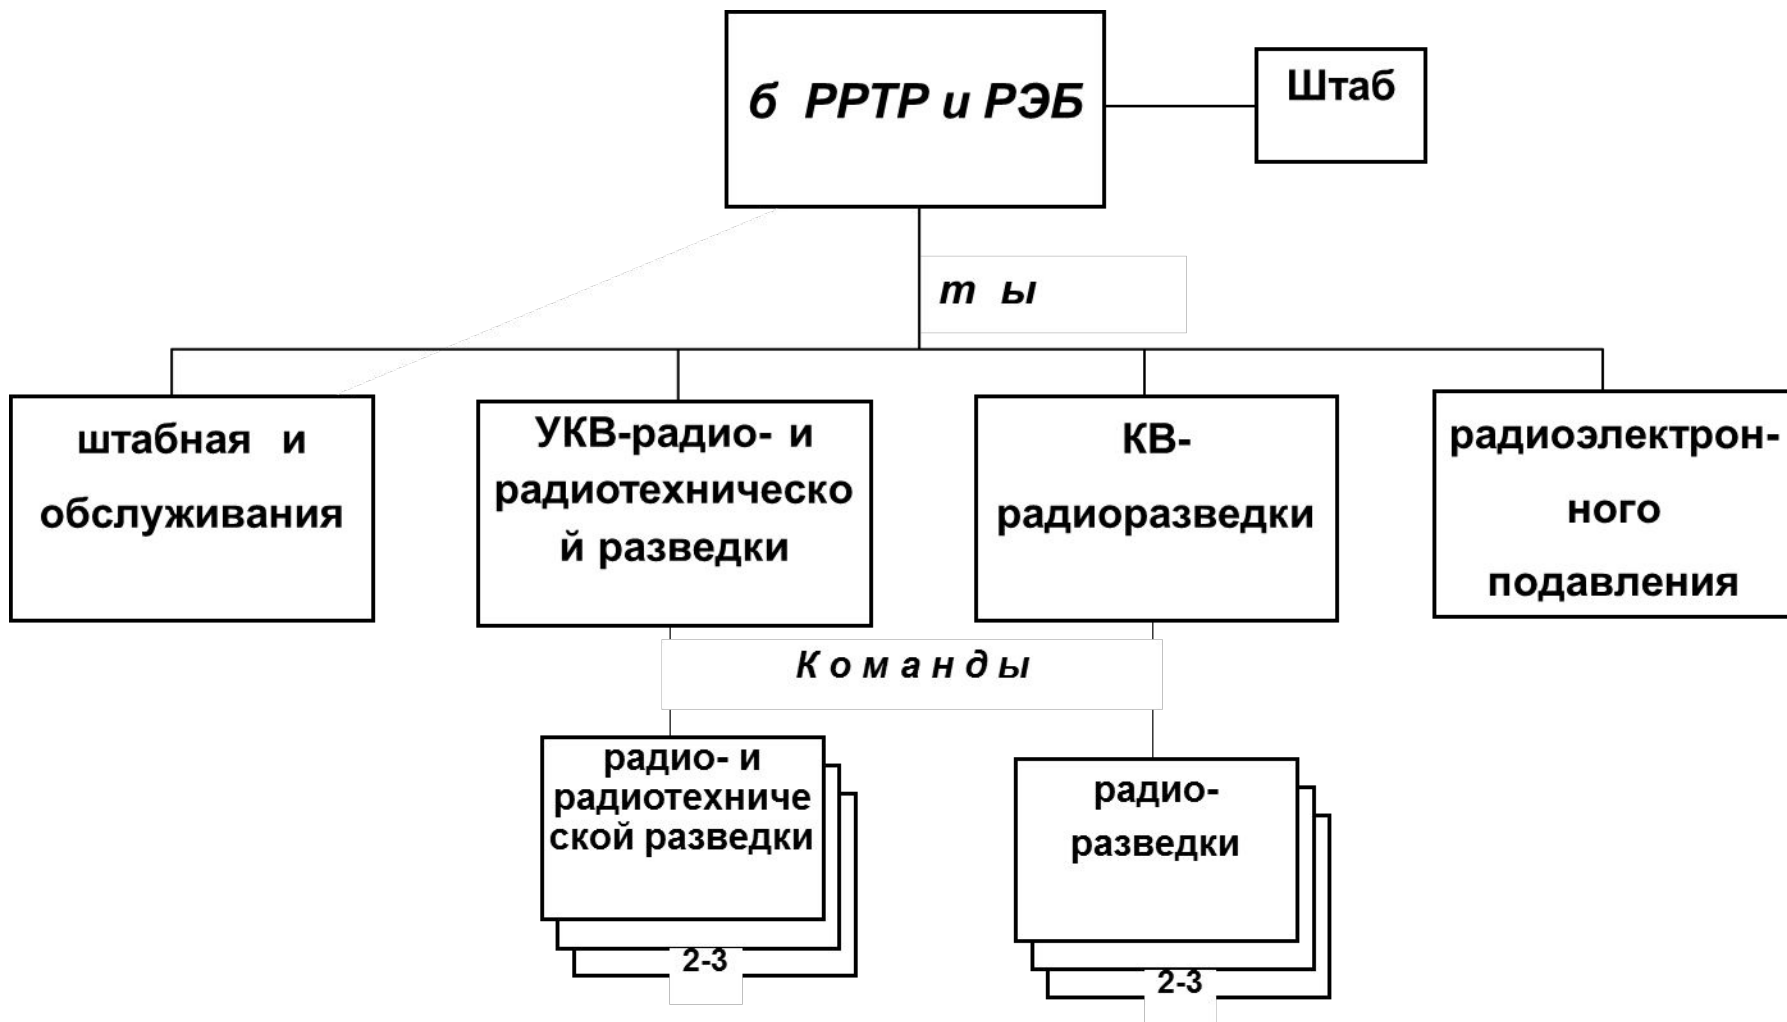 б РРТР и РЭБ
Штаб
т ы
штабная и
обслуживания
УКВ-радио- и
радиотехническо
й разведки
КВ-
радиоразведки
радиоэлектрон-
ного
подавления
К о м а н д ы
радио- и
радиотехниче
ской разведки
2-3
радио-
разведки
2-3